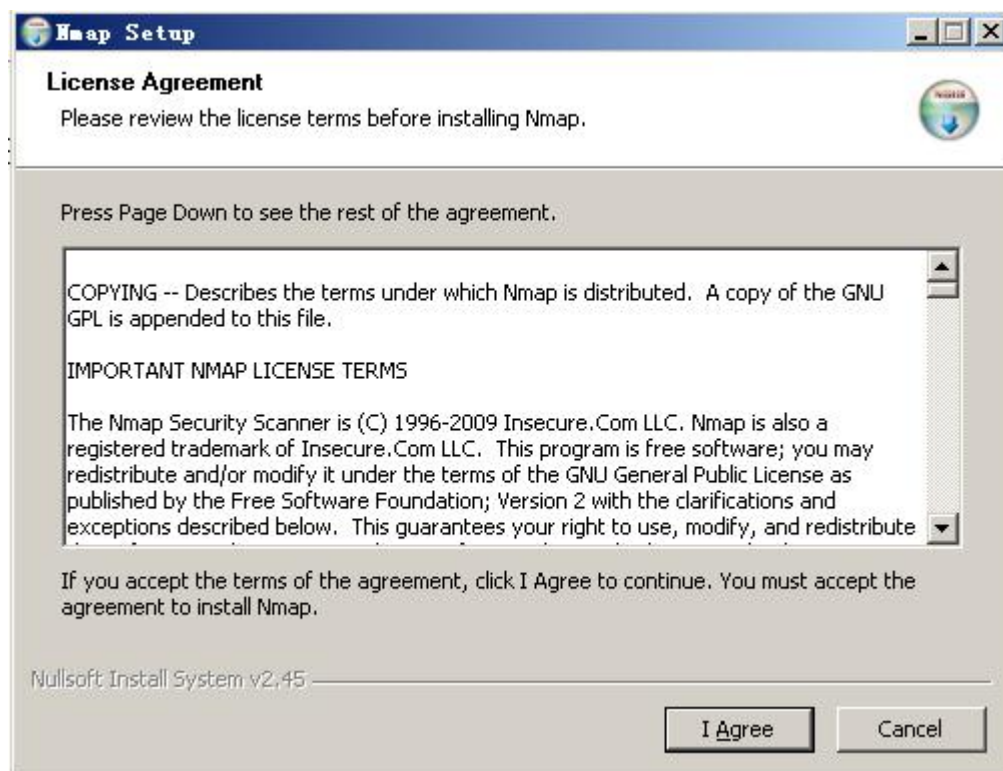 Nmap Setup
License Agreement
Please review the license terms before installing Nmap.
Press Page Down to see the rest of the agreement.
COPYING -- Describes the terms under which Nmap is distributed.  A copy of the GNU
GPL is appended to this file.
IMPORTANT NMAP LICENSE TERMS
The Nmap Security Scanner is (C) 1996-2009 Insecure.Com LLC. Nmap is also a
registered trademark of Insecure.Com LLC.  This program is free software; you may
redistribute and/or modify it under the terms of the GNU General Public License as
published by the Free Software Foundation; Version 2 with the clarifications and
exceptions described below.  This guarantees your right to use, modify, and redistribute
If you accept the terms of the agreement, click I Agree to continue. You must accept the
agreement to install Nmap.
Nullsoft Install System v2.45
I Agree
Cancel